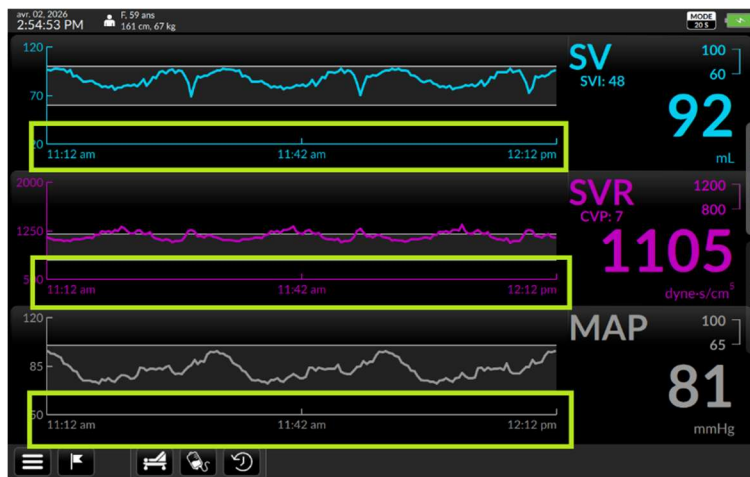 avr. 02, 2026
2:54:53 PM
F, 59 ans
161 cm, 67 kg
MODE
20 S
120
70
20
11:12 am 11:42 am 12:12 pm
SV
SVI: 48
100
60
92
mL
2000
1250
500
11:12 am 11:42 am 12:12 pm
SVR
CVP: 7
1200
800
1105
dyne-s/cm⁵
120
85
50
11:12 am 11:42 am 12:12 pm
MAP
100
65
81
mmHg